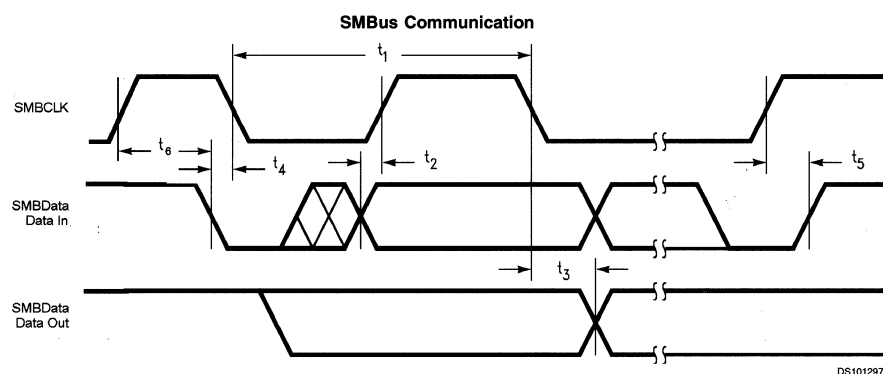 SMBus Communication
t1
SMBCLK
t6
t4
t2
t5
SMBData
Data In
t3
SMBData
Data Out
DS101297